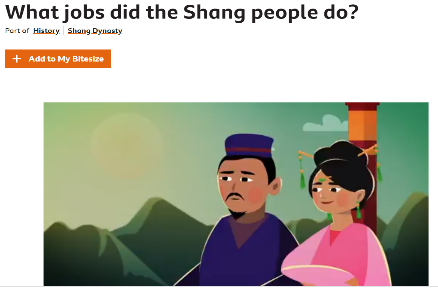 What jobs did the Shang people do?
Part of History | Shang Dynasty
+ Add to My Bitesize